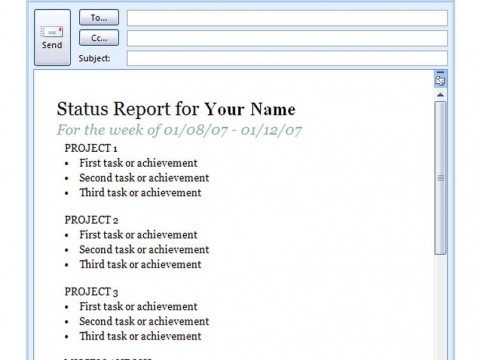 To...
Send
Cc...
Subject:
Status Report for Your Name
For the week of 01/08/07 - 01/12/07
PROJECT 1
• First task or achievement
• Second task or achievement
• Third task or achievement
PROJECT 2
• First task or achievement
• Second task or achievement
• Third task or achievement
PROJECT 3
• First task or achievement
• Second task or achievement
• Third task or achievement